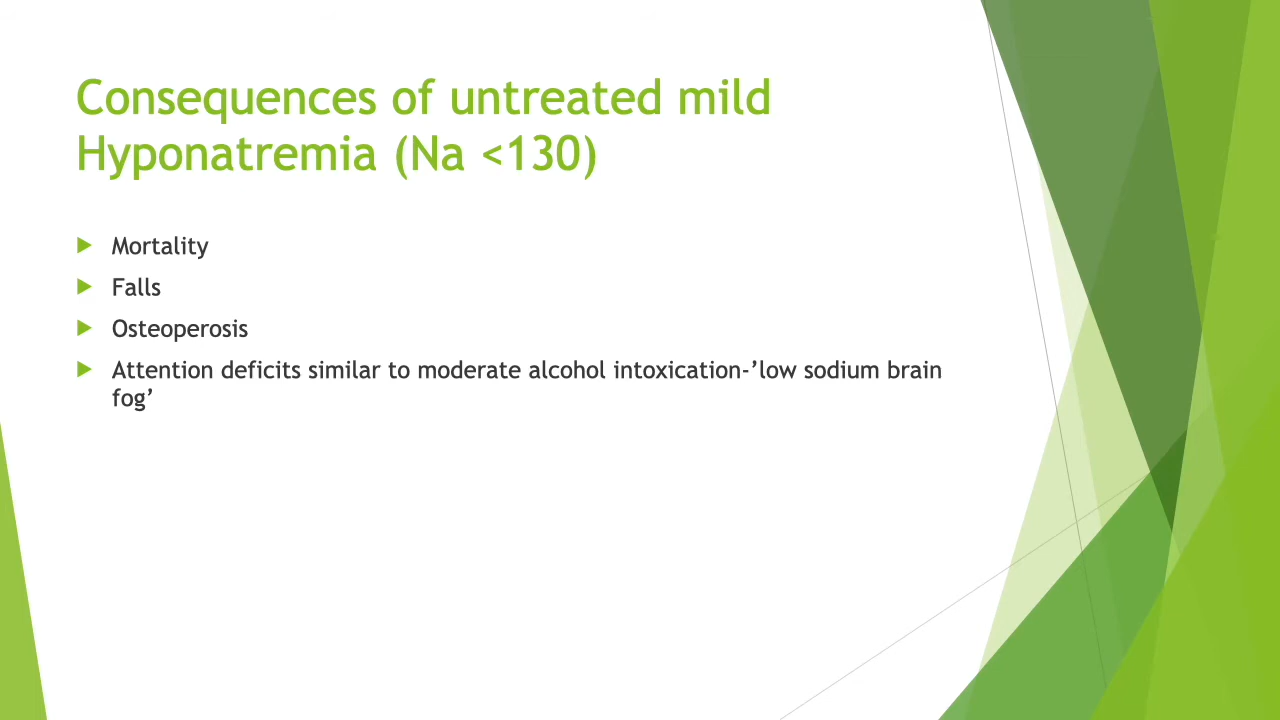 Consequences of untreated mild
Hyponatremia (Na <130)
Mortality
Falls
Osteoperosis
Attention deficits similar to moderate alcohol intoxication-’low sodium brain
fog’